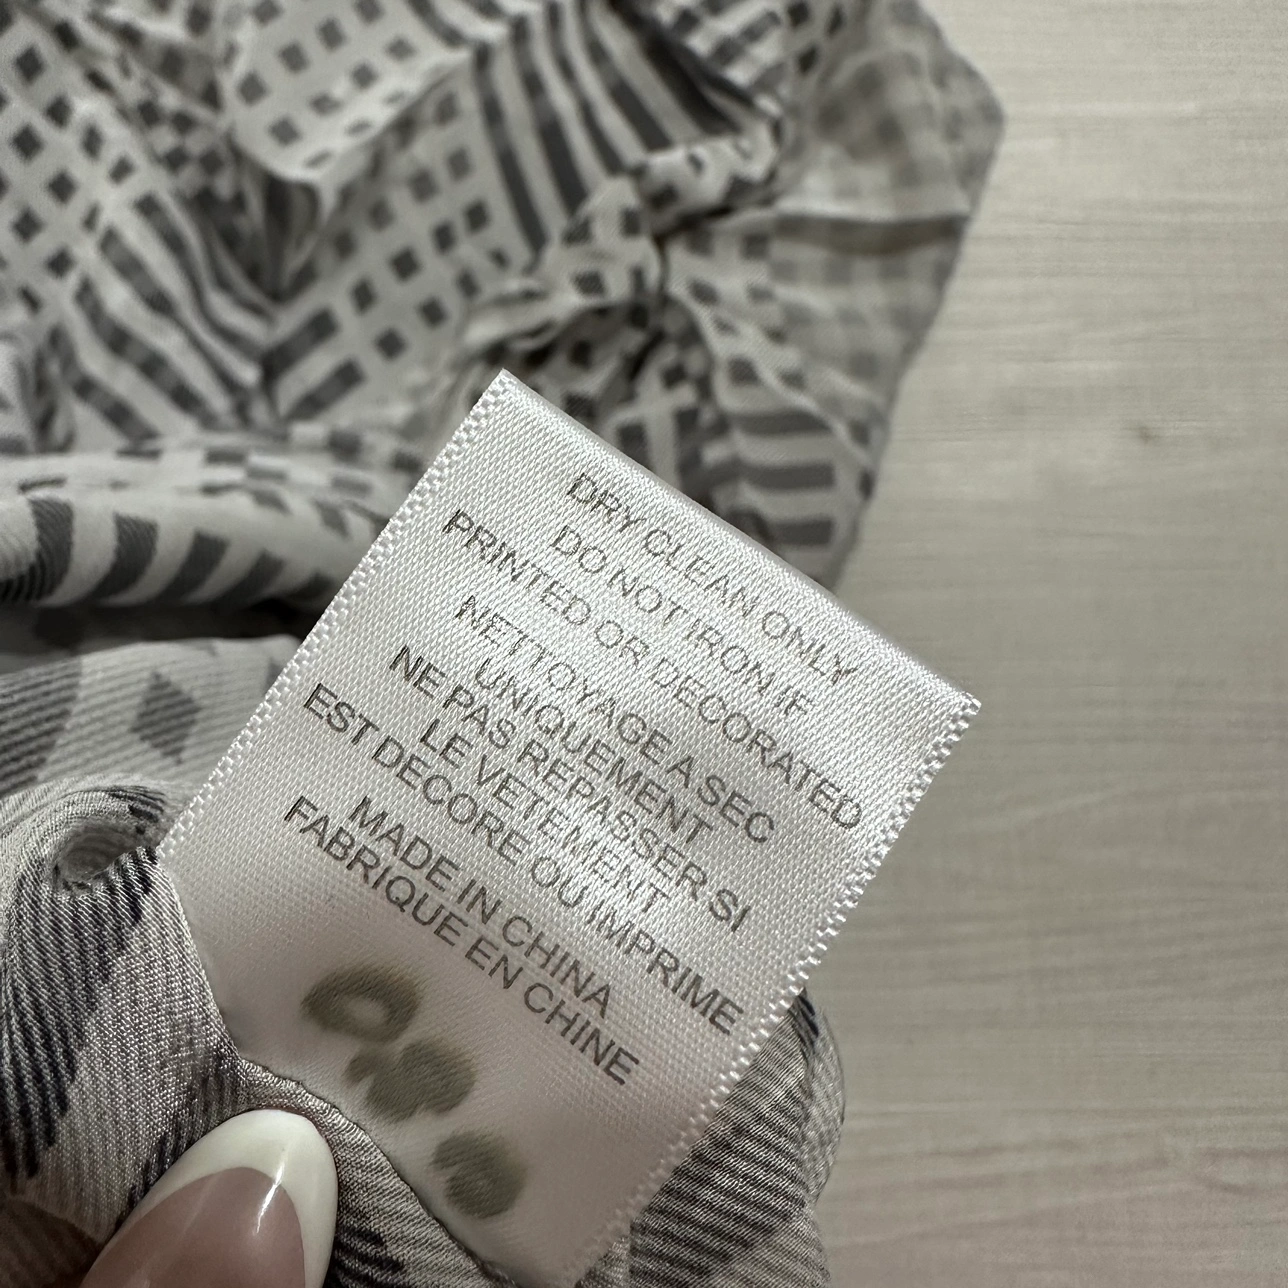 DRY CLEAN ONLY
DO NOT IRON IF
PRINTED OR DECORATED
NETTOYAGE A SEC
UNIQUEMENT
NE PAS REPASSER SI
LE VETEMENT
EST DECORE OU IMPRIME
MADE IN CHINA
FABRIQUE EN CHINE